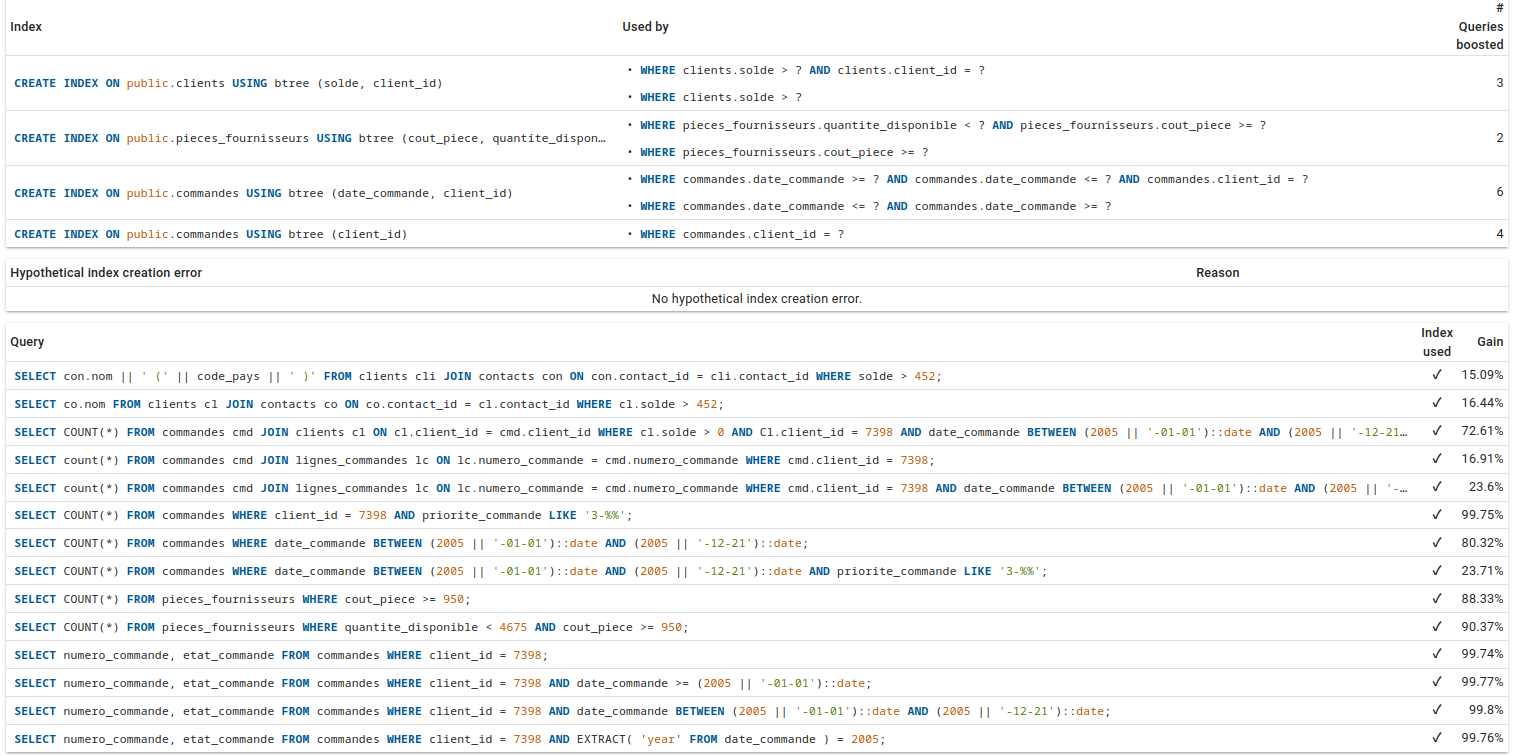 Index Used by # Queries boosted
CREATE INDEX ON public.clients USING btree (solde, client_id)
• WHERE clients.solde > ? AND clients.client_id = ?
• WHERE clients.solde > ?
3
CREATE INDEX ON public.pieces_fournisseurs USING btree (cout_piece, quantite_dispon…
• WHERE pieces_fournisseurs.quantite_disponible < ? AND pieces_fournisseurs.cout_piece >= ?
• WHERE pieces_fournisseurs.cout_piece >= ?
2
CREATE INDEX ON public.commandes USING btree (date_commande, client_id)
• WHERE commandes.date_commande >= ? AND commandes.date_commande <= ? AND commandes.client_id = ?
• WHERE commandes.date_commande <= ? AND commandes.date_commande >= ?
6
CREATE INDEX ON public.commandes USING btree (client_id)
• WHERE commandes.client_id = ?
4
Hypothetical index creation error Reason
No hypothetical index creation error.
Query Index used Gain
SELECT con.nom || ' (' || code_pays || ' )' FROM clients cli JOIN contacts con ON con.contact_id = cli.contact_id WHERE solde > 452; ✓ 15.09%
SELECT co.nom FROM clients cl JOIN contacts co ON co.contact_id = cl.contact_id WHERE cl.solde > 452; ✓ 16.44%
SELECT COUNT(*) FROM commandes cmd JOIN clients cl ON cl.client_id = cmd.client_id WHERE cl.solde > 0 AND Cl.client_id = 7398 AND date_commande BETWEEN (2005 || '-01-01')::date AND (2005 || '-12-21… ✓ 72.61%
SELECT count(*) FROM commandes cmd JOIN lignes_commandes lc ON lc.numero_commande = cmd.numero_commande WHERE cmd.client_id = 7398; ✓ 16.91%
SELECT count(*) FROM commandes cmd JOIN lignes_commandes lc ON lc.numero_commande = cmd.numero_commande WHERE cmd.client_id = 7398 AND date_commande BETWEEN (2005 || '-01-01')::date AND (2005 || '-… ✓ 23.6%
SELECT COUNT(*) FROM commandes WHERE client_id = 7398 AND priorite_commande LIKE '3-%%'; ✓ 99.75%
SELECT COUNT(*) FROM commandes WHERE date_commande BETWEEN (2005 || '-01-01')::date AND (2005 || '-12-21')::date; ✓ 80.32%
SELECT COUNT(*) FROM commandes WHERE date_commande BETWEEN (2005 || '-01-01')::date AND (2005 || '-12-21')::date AND priorite_commande LIKE '3-%%'; ✓ 23.71%
SELECT COUNT(*) FROM pieces_fournisseurs WHERE cout_piece >= 950; ✓ 88.33%
SELECT COUNT(*) FROM pieces_fournisseurs WHERE quantite_disponible < 4675 AND cout_piece >= 950; ✓ 90.37%
SELECT numero_commande, etat_commande FROM commandes WHERE client_id = 7398; ✓ 99.74%
SELECT numero_commande, etat_commande FROM commandes WHERE client_id = 7398 AND date_commande >= (2005 || '-01-01')::date; ✓ 99.77%
SELECT numero_commande, etat_commande FROM commandes WHERE client_id = 7398 AND date_commande BETWEEN (2005 || '-01-01')::date AND (2005 || '-12-21')::date; ✓ 99.8%
SELECT numero_commande, etat_commande FROM commandes WHERE client_id = 7398 AND EXTRACT( 'year' FROM date_commande ) = 2005; ✓ 99.76%